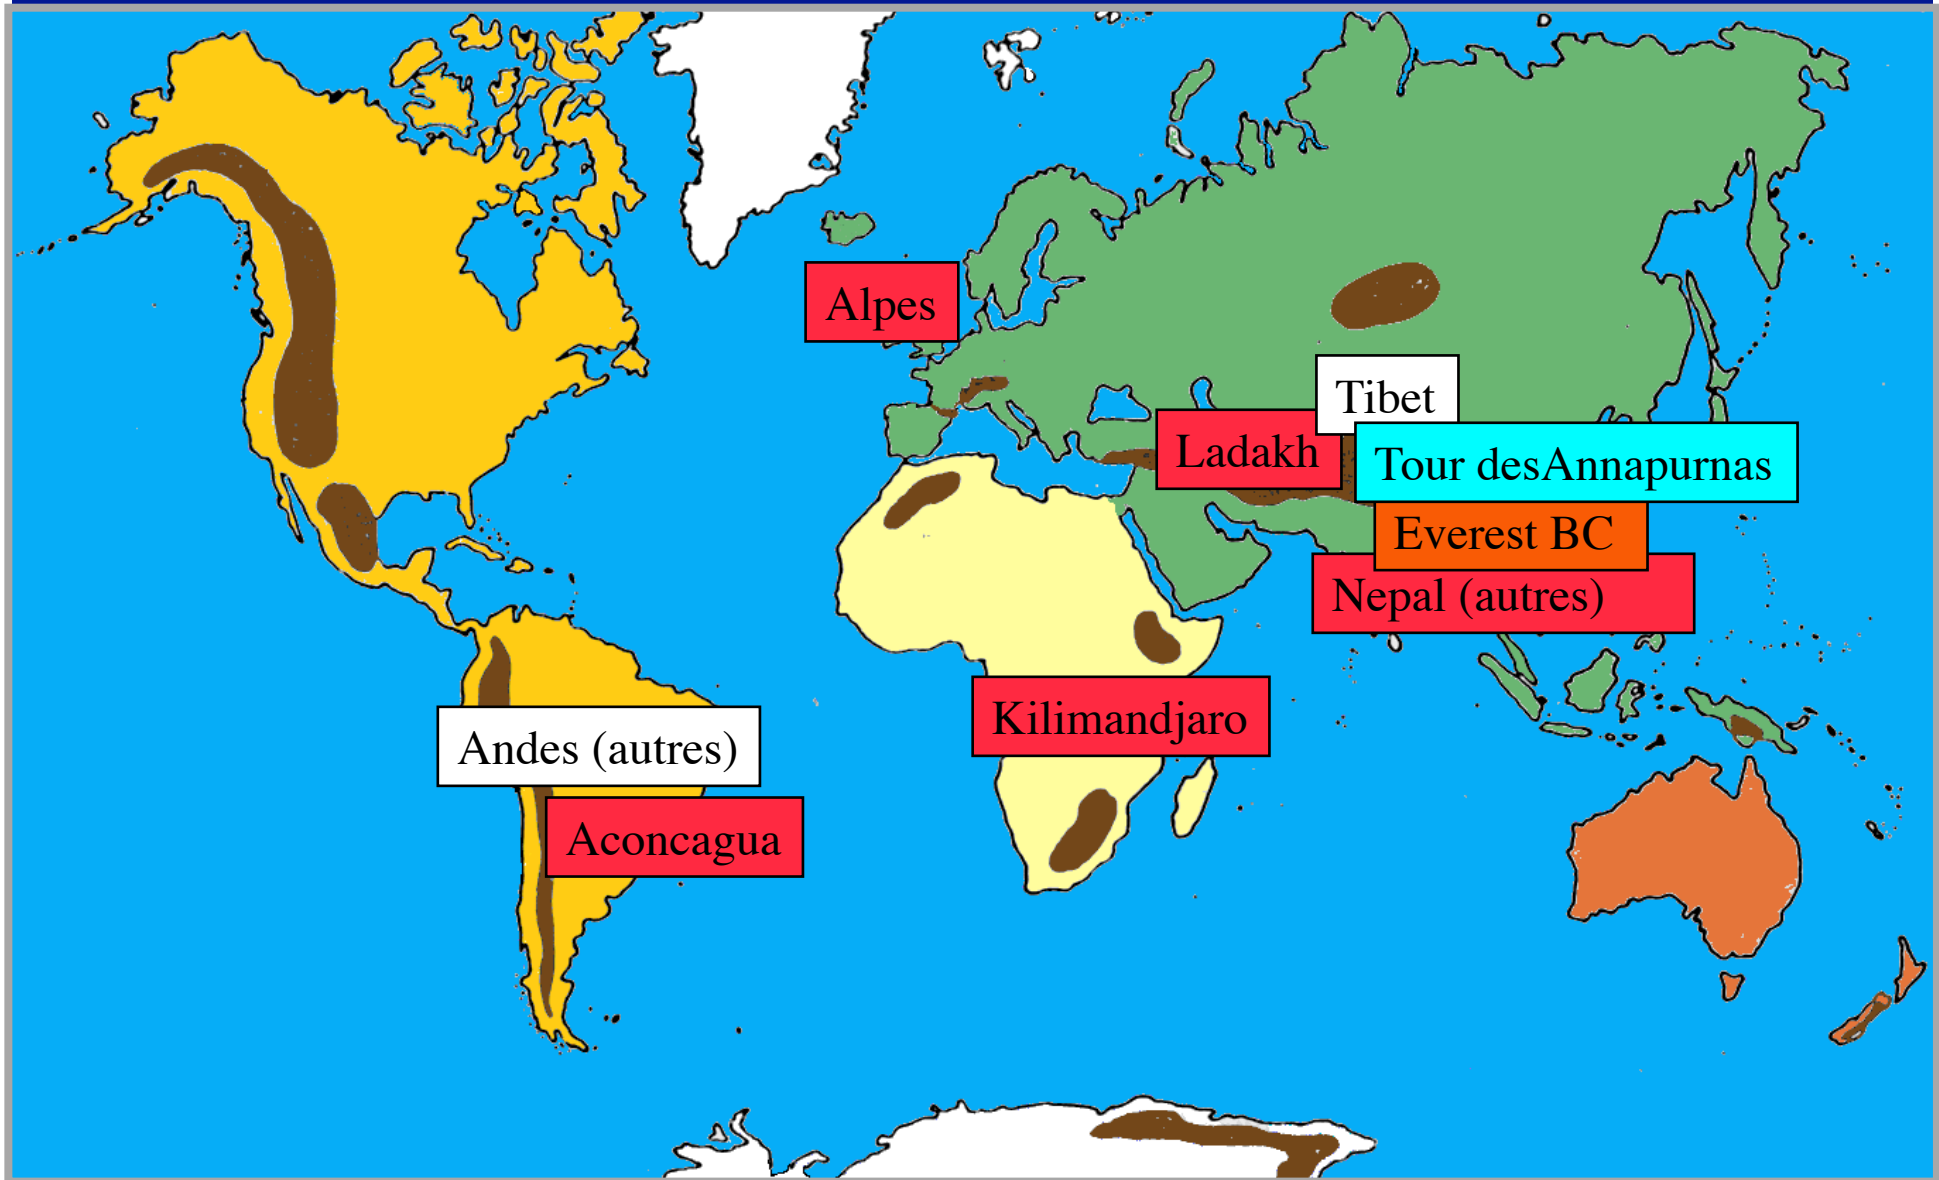 Alpes
Tibet
Ladakh
Tour desAnnapurnas
Everest BC
Nepal (autres)
Kilimandjaro
Andes (autres)
Aconcagua